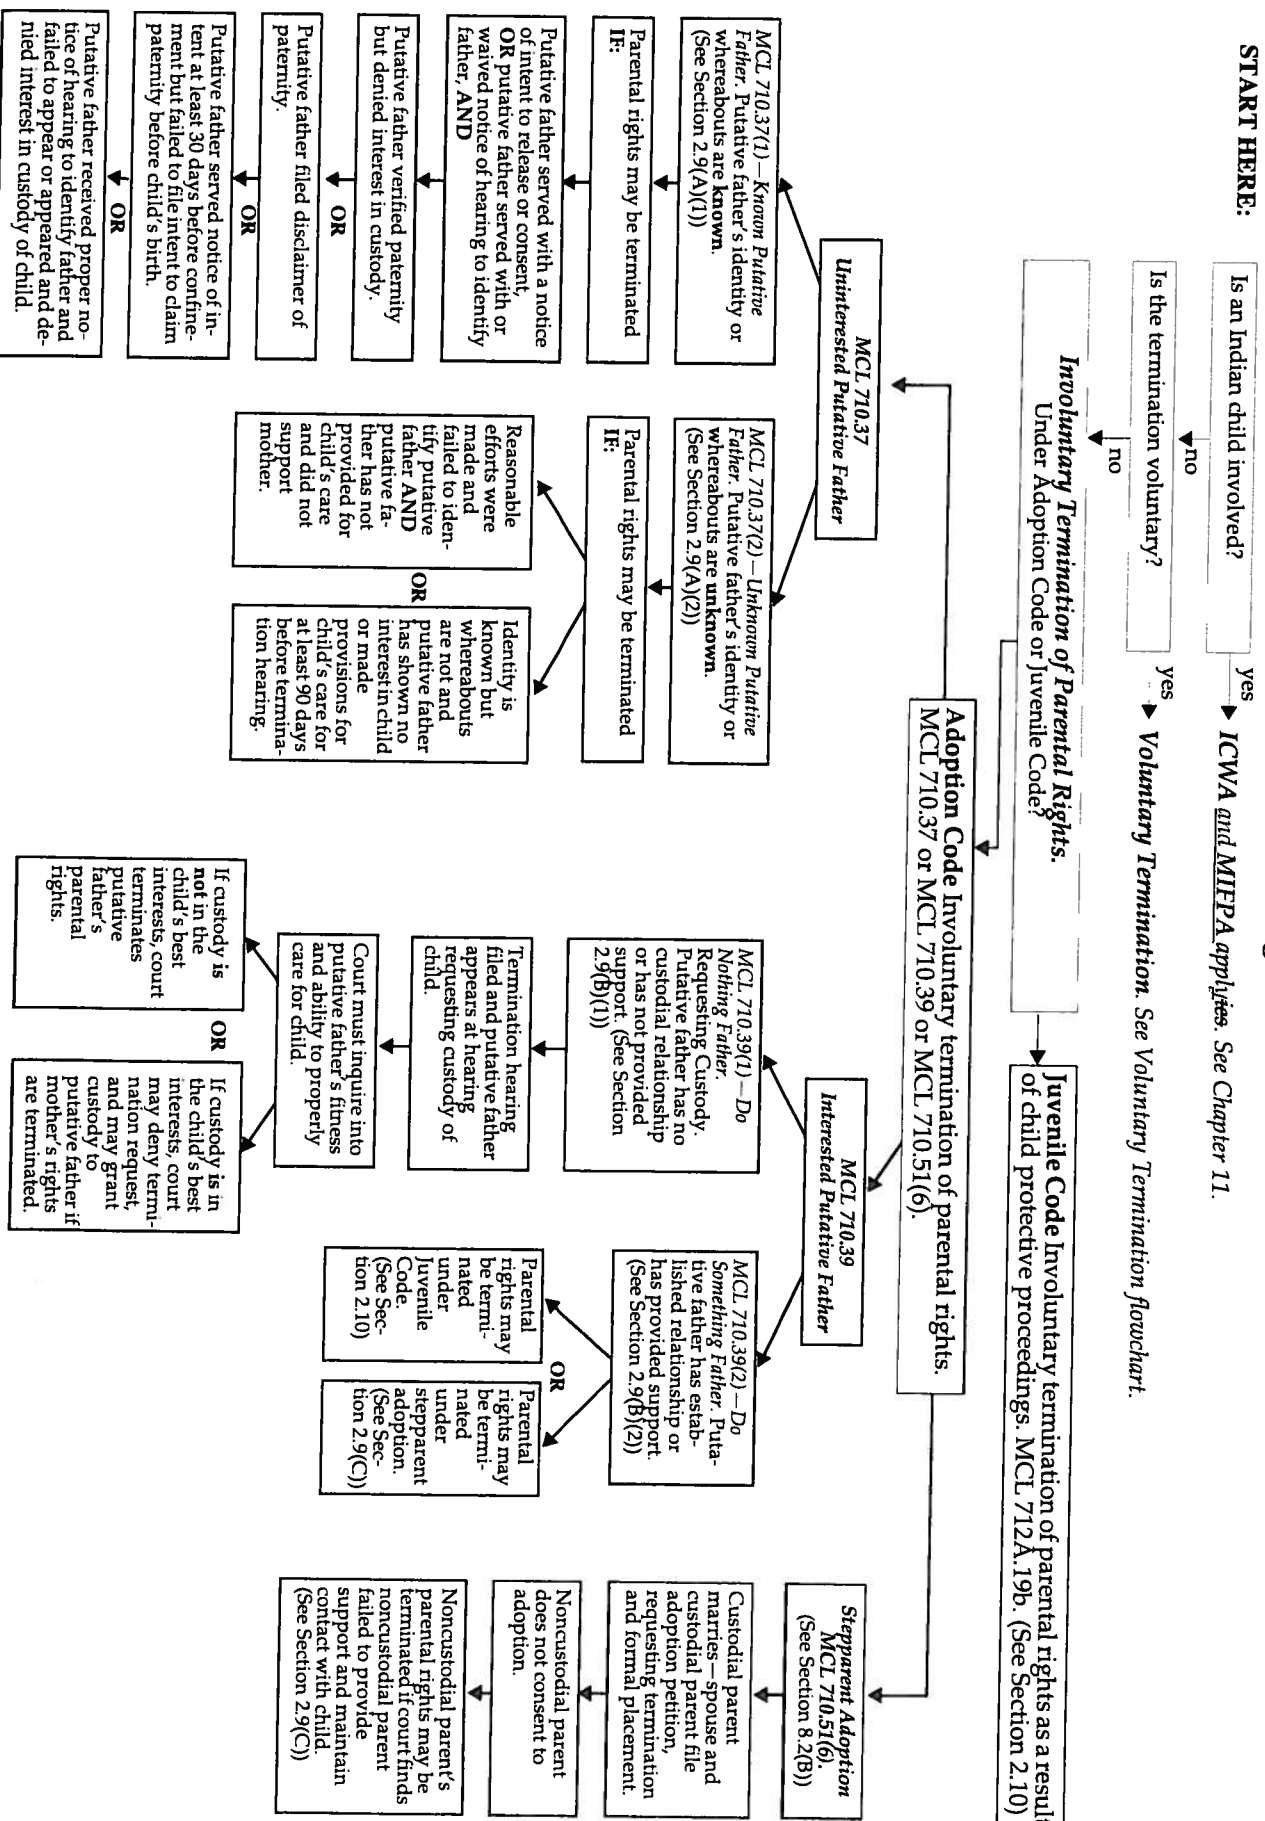 START HERE:
Is an Indian child involved?
yes
ICWA and MIFPA applyies. See Chapter 11.
no
Is the termination voluntary?
yes
Voluntary Termination. See Voluntary Termination flowchart.
no
Involuntary Termination of Parental Rights.
Under Adoption Code or Juvenile Code?
Juvenile Code Involuntary termination of parental rights as a result
of child protective proceedings. MCL 712A.19b. (See Section 2.10)
Adoption Code Involuntary termination of parental rights.
MCL 710.37 or MCL 710.39 or MCL 710.51(6).
MCL 710.37
Uninterested Putative Father
MCL 710.37(1)—Known Putative
Father. Putative father's identity or
whereabouts are known.
(See Section 2.9(A)(1))
Parental rights may be terminated
IF:
Putative father served with a notice
of intent to release or consent,
OR putative father served with or
waived notice of hearing to identify
father, AND
Putative father verified paternity
but denied interest in custody.
OR
Putative father filed disclaimer of
paternity.
OR
Putative father served notice of in-
tent at least 30 days before confine-
ment but failed to file intent to claim
paternity before child's birth.
OR
Putative father received proper no-
tice of hearing to identify father and
failed to appear or appeared and de-
nied interest in custody of child.
MCL 710.37(2)—Unknown Putative
Father. Putative father's identity or
whereabouts are unknown.
(See Section 2.9(A)(2))
Parental rights may be terminated
IF:
Reasonable
efforts were
made and
failed to iden-
tify putative
father AND
putative fa-
ther has not
provided for
child's care
and did not
support
mother.
OR
Identity is
known but
whereabouts
are not and
putative father
has shown no
interest in child
or made
provisions for
child's care for
at least 90 days
before termina-
tion hearing.
MCL 710.39
Interested Putative Father
MCL 710.39(1)—Do
Nothing Father.
Requesting Custody.
Putative father has no
custodial relationship
or has not provided
support. (See Section
2.9(B)(1))
Termination hearing
filed and putative father
appears at hearing
requesting custody of
child.
Court must inquire into
putative father's fitness
and ability to properly
care for child.
If custody is
not in the
child's best
interests, court
terminates
putative
father's
parental
rights.
OR
If custody is in
the child's best
interests, court
may deny termi-
nation request,
and may grant
custody to
putative father if
mother's rights
are terminated.
MCL 710.39(2)—Do
Something Father. Puta-
tive father has estab-
lished relationship or
has provided support.
(See Section 2.9(B)(2))
Parental
rights may
be termi-
nated
under
Juvenile
Code.
(See Sec-
tion 2.10)
OR
Parental
rights may
be termi-
nated
under
stepparent
adoption.
(See Sec-
tion 2.9(C))
Stepparent Adoption
MCL 710.51(6).
(See Section 8.2(B))
Custodial parent
marries—spouse and
custodial parent file
adoption petition,
requesting termination
and formal placement.
Noncustodial parent
does not consent to
adoption.
Noncustodial parent's
parental rights may be
terminated if court finds
noncustodial parent
failed to provide
support and maintain
contact with child.
(See Section 2.9(C))